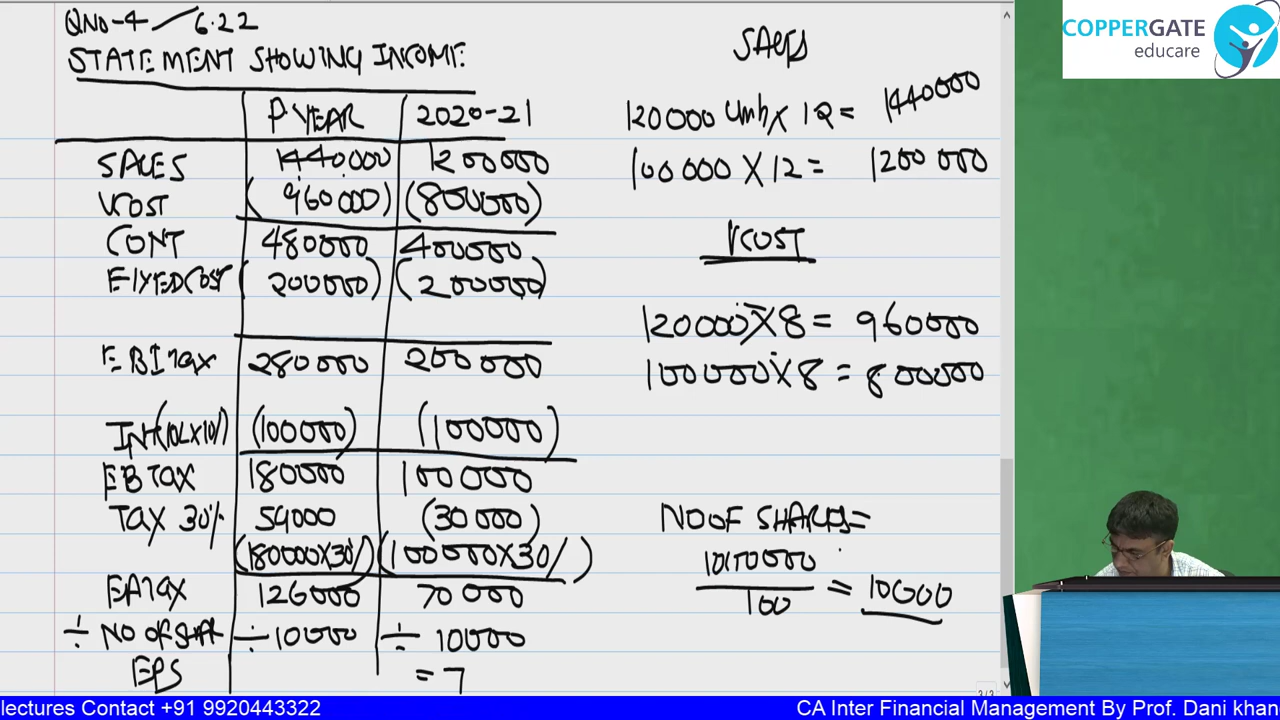 QNO-4 / 6.22
STATEMENT SHOWING INCOME
P YEAR 2020-21
SALES 1440000 1200000
VCOST (960000) (800000)
CONT 480000 400000
FIXED COST (200000) (200000)
EBITAX 280000 200000
INT(10L×10%) (100000) (100000)
EBTAX 180000 100000
TAX 30% 54000 (30000)
(180000×30%) (100000×30%)
EATAX 126000 70000
÷ NO OF SHR ÷10000 ÷ 10000
EPS = 7
SALES
120000 Units × 12 = 1440000
100000 × 12 = 1200000
VCOST
120000×8 = 960000
100000×8 = 800000
NO OF SHARES=
100 = 10000
COPPERGATE
educare
3/3
lectures Contact +91 9920443322 CA Inter Financial Management By Prof. Dani khan